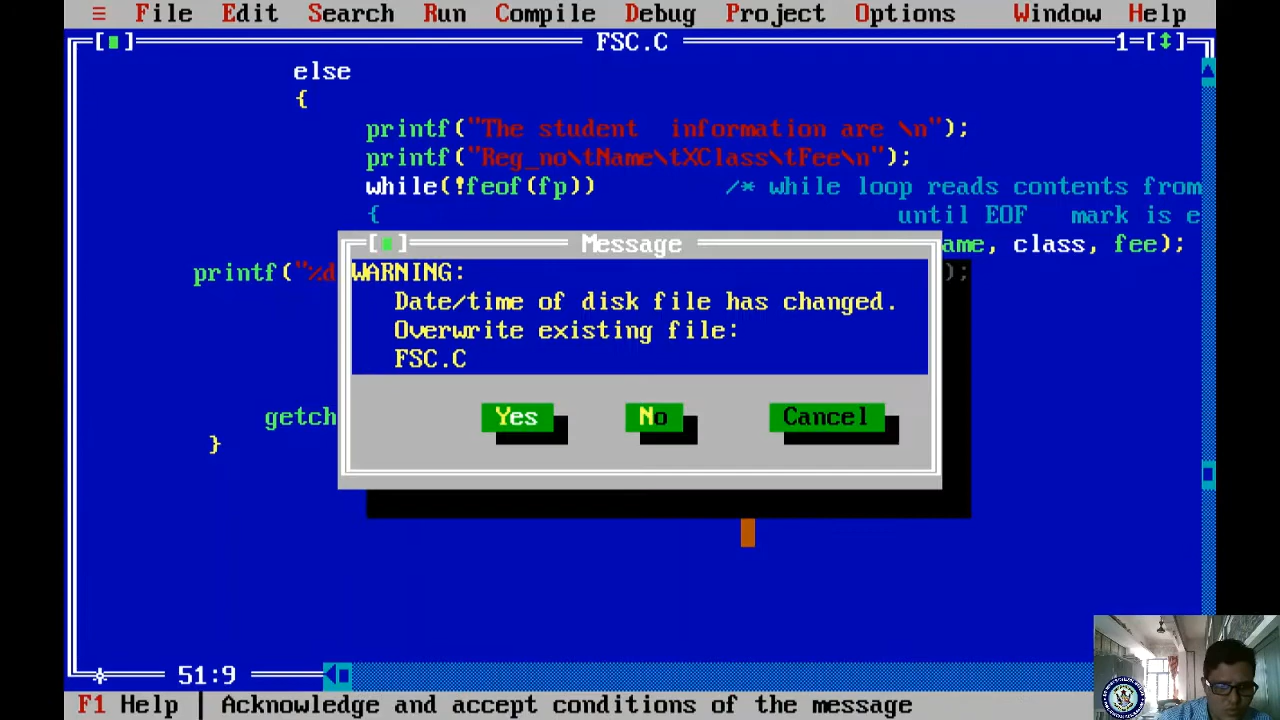 ≡ File Edit Search Run Compile Debug Project Options Window Help
[■] FSC.C 1=[↕]
else
{
printf("The student information are \n");
printf("Reg_no\tName\tXClass\tFee\n");
while(!feof(fp)) /* while loop reads contents from
{ until EOF mark is e
ame, class, fee);
printf("%d );
[■] Message
WARNING:
Date/time of disk file has changed.
Overwrite existing file:
FSC.C
Yes No Cancel
getch
}
51:9
F1 Help | Acknowledge and accept conditions of the message